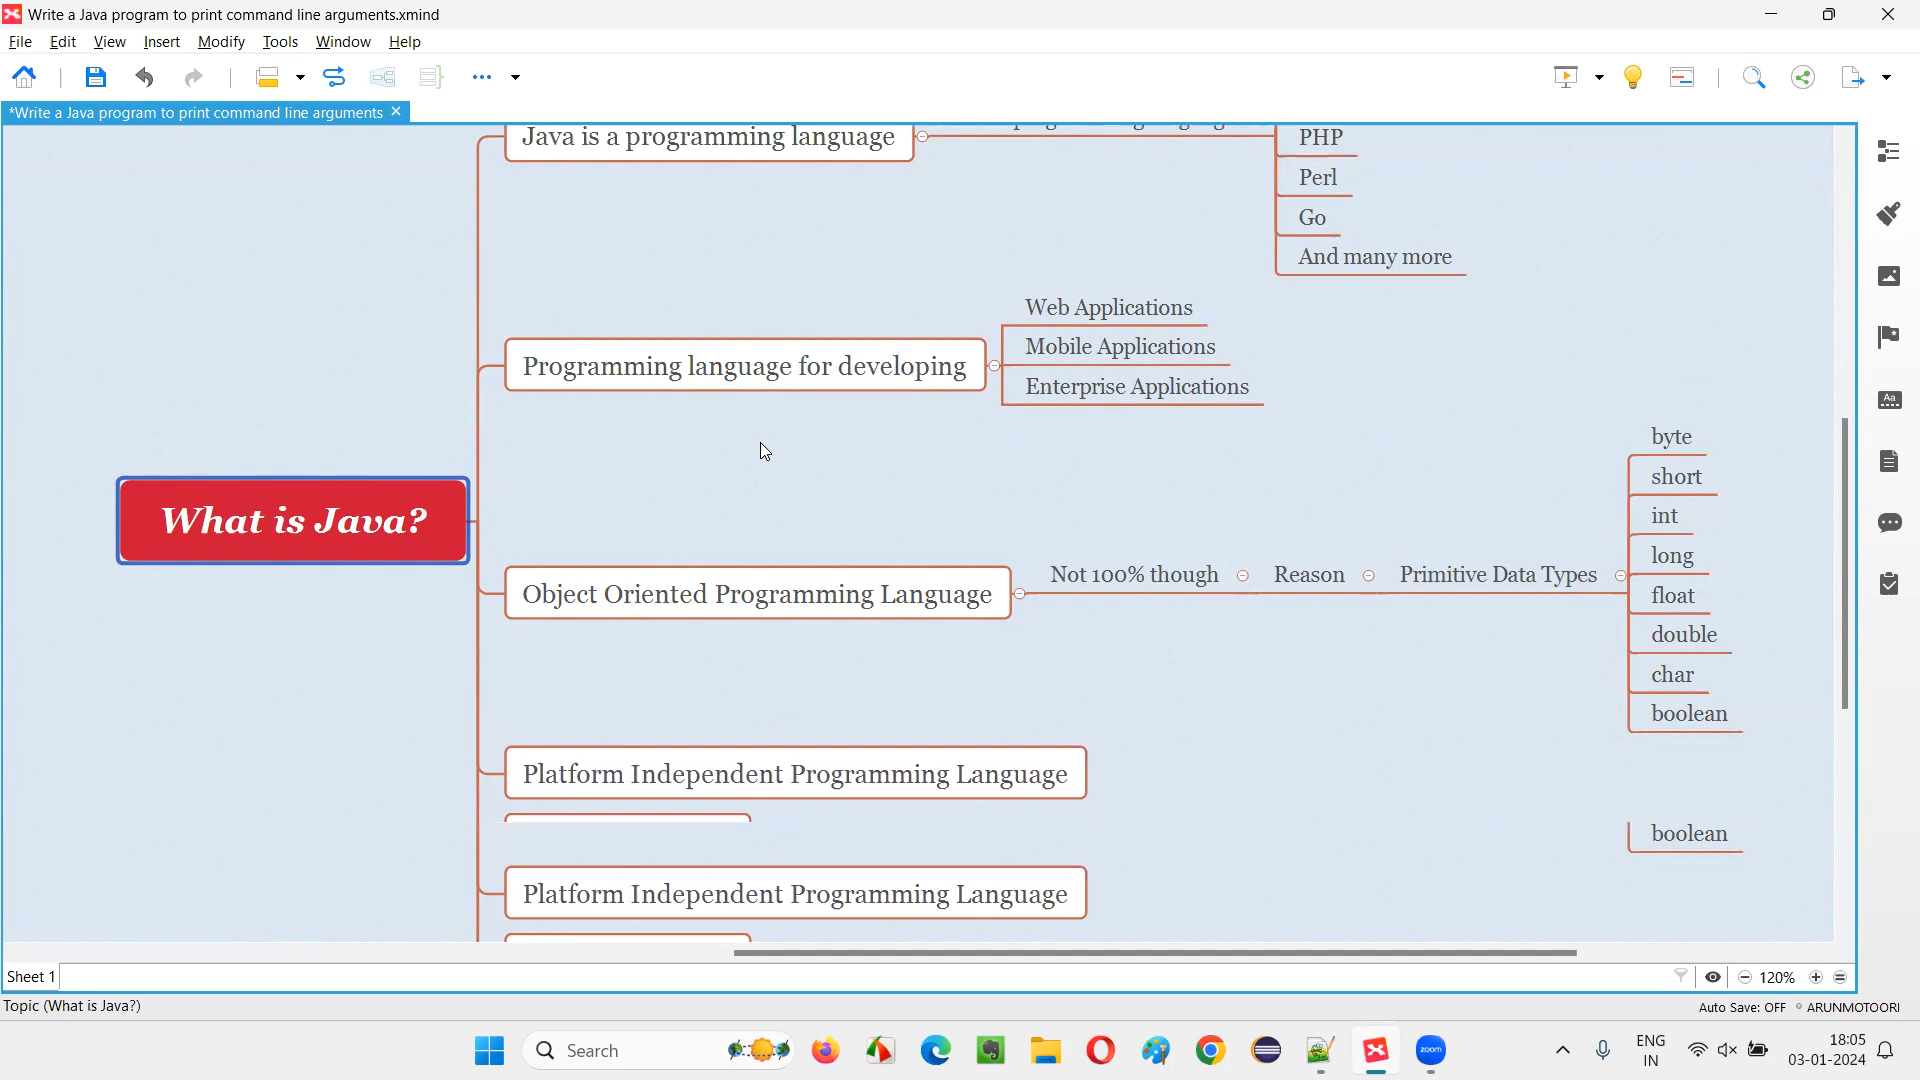 Write a Java program to print command line arguments.xmind
File Edit View Insert Modify Tools Window Help
*Write a Java program to print command line arguments
Java is a programming language
PHP
Perl
Go
And many more
Programming language for developing
Web Applications
Mobile Applications
Enterprise Applications
What is Java?
Object Oriented Programming Language
Not 100% though
Reason
Primitive Data Types
byte
short
int
long
float
double
char
boolean
Platform Independent Programming Language
boolean
Platform Independent Programming Language
Aa
Sheet 1
120%
Topic (What is Java?)
Auto Save: OFF
ARUNMOTOORI
Search
zoom
ENG
IN
18:05
03-01-2024